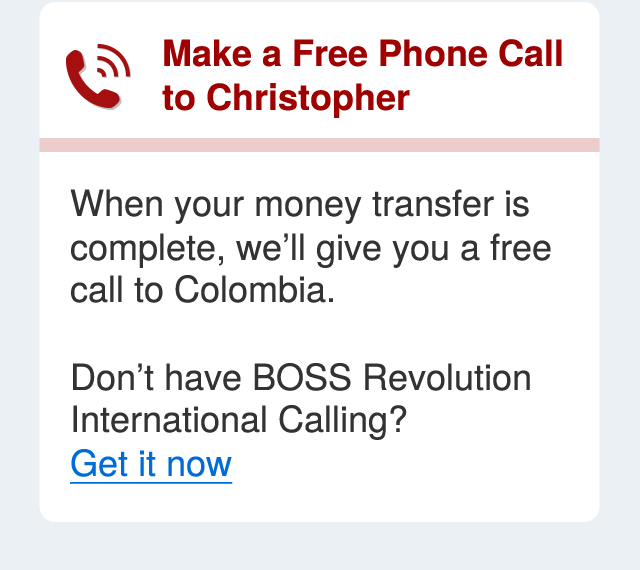 Make a Free Phone Call
to Christopher
When your money transfer is
complete, we’ll give you a free
call to Colombia.
Don’t have BOSS Revolution
International Calling?
Get it now